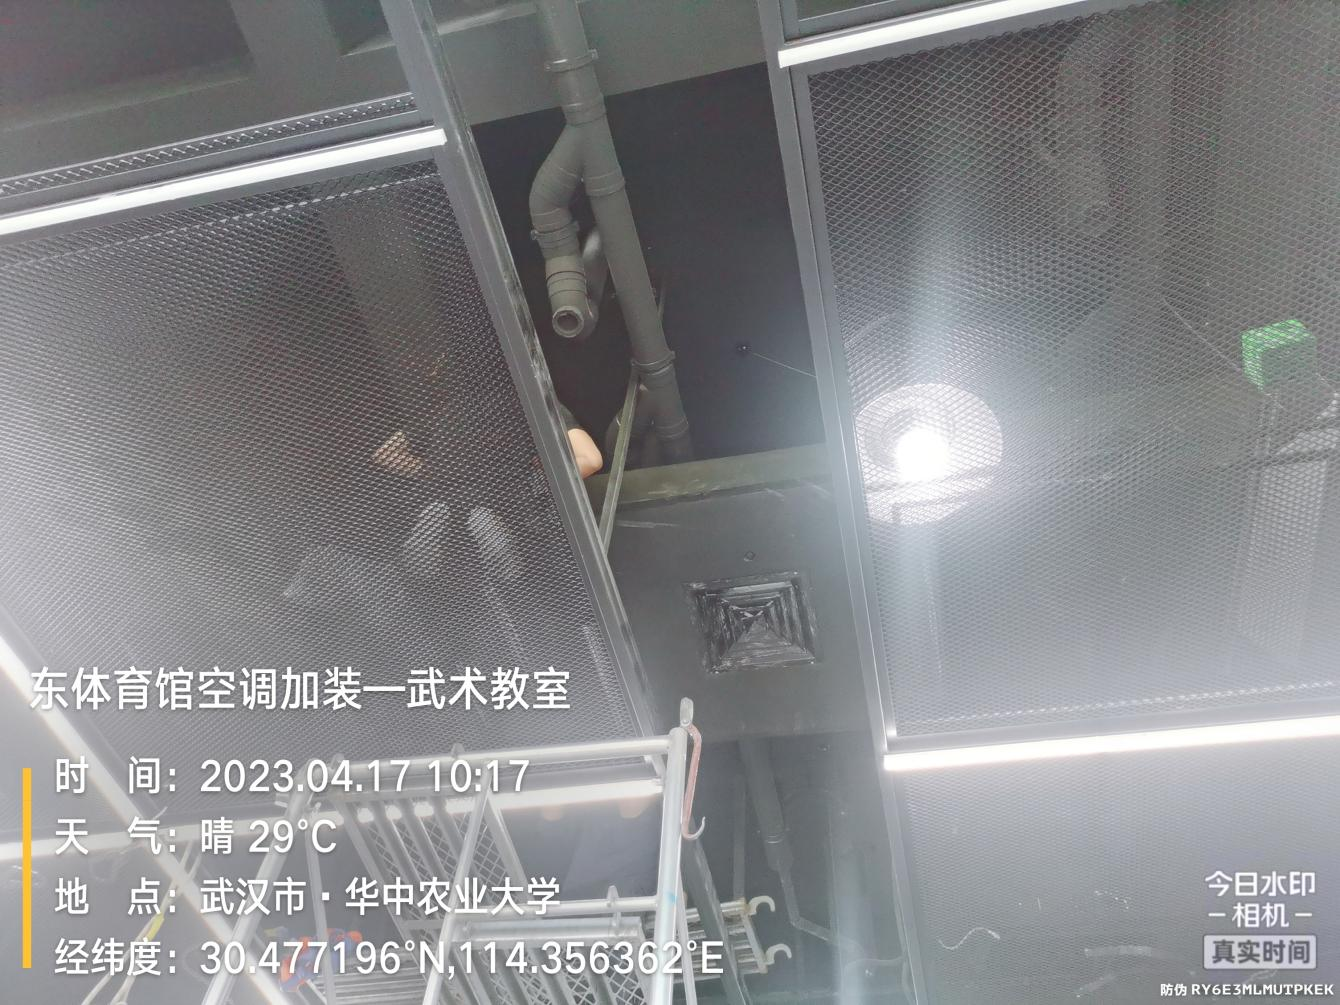 东体育馆空调加装—武术教室
时 间：2023.04.17 10:17
天 气：晴 29°C
地 点：武汉市·华中农业大学
经纬度：30.477196°N,114.356362°E
今日水印
-相机-
真实时间
防伪 RY6E3MLMUTPKEK